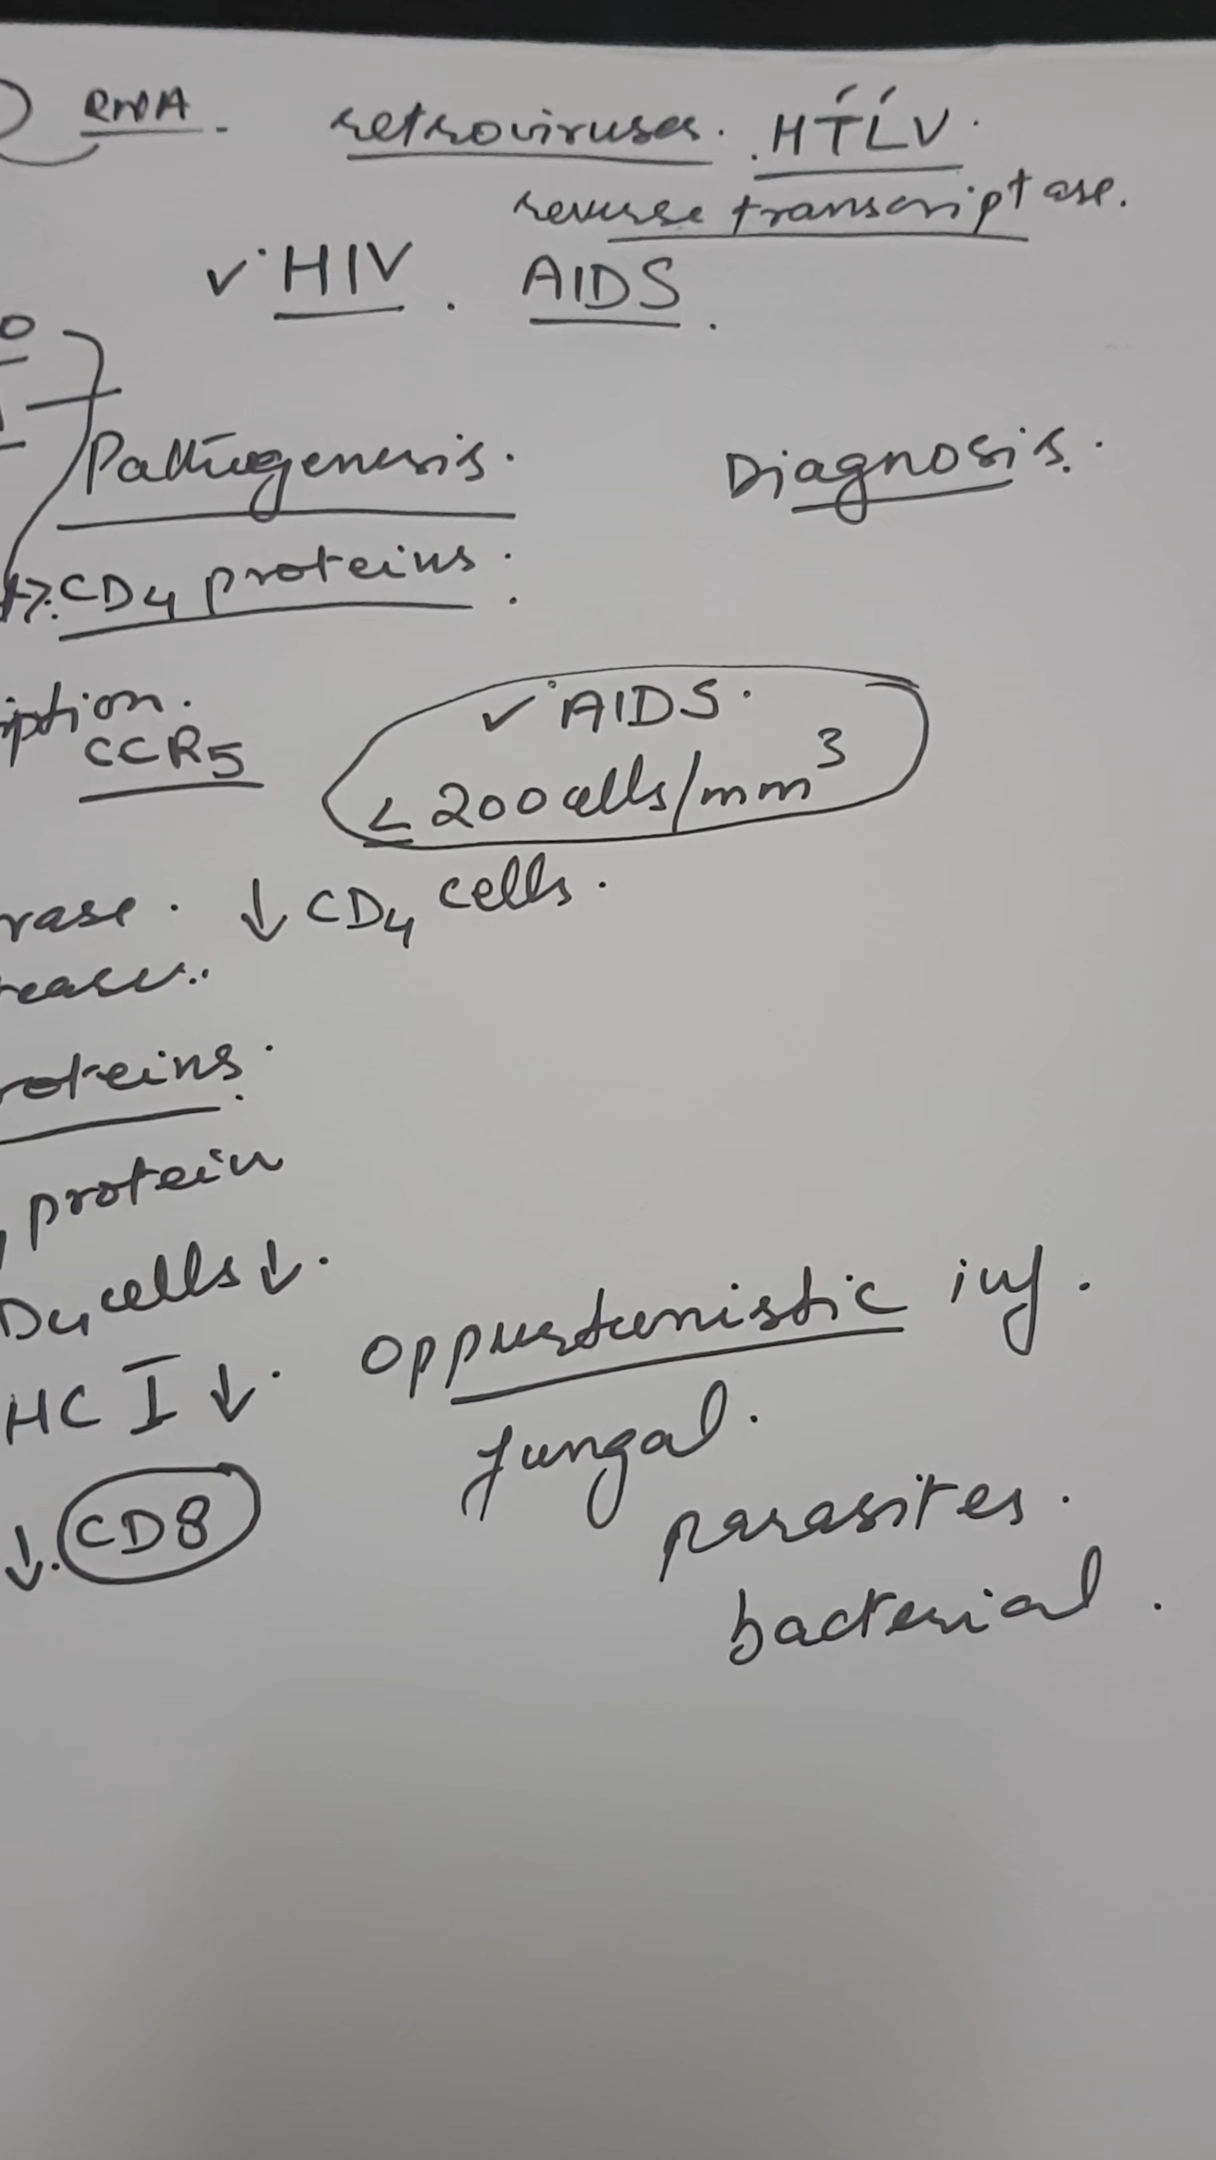 RNA. retroviruses. HTLV.
reverse transcriptase.
✓ HIV. AIDS.
Pathogenesis. Diagnosis.
CD4 proteins.
CCR5
✓ AIDS.
< 200 cells/mm³
↓ CD4 cells.
protein
cells ↓.
oppurtunistic inf.
I ↓.
fungal.
↓. CD8
parasites.
bacterial.